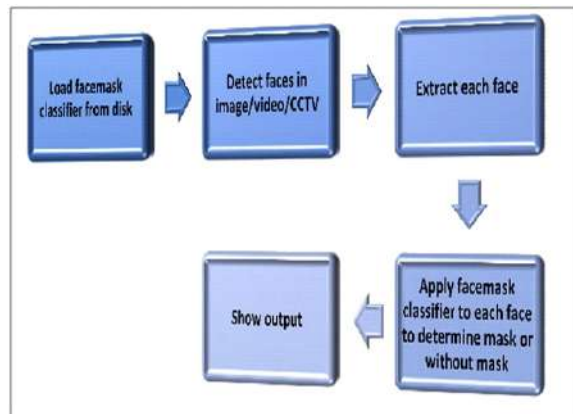 Load facemask
classifier from disk
Detect faces in
image/video/CCTV
Extract each face
Apply facemask
classifier to each face
to determine mask or
without mask
Show output